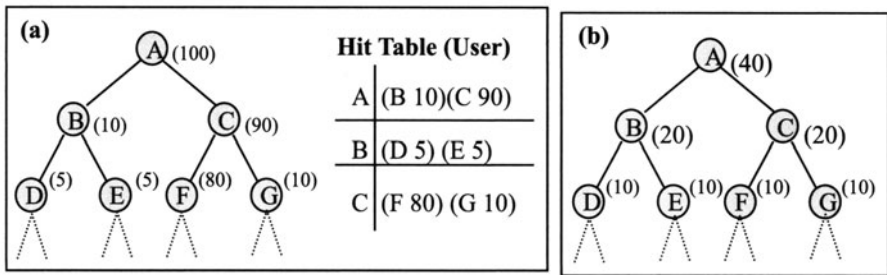 (a)
A (100)
B (10) C (90)
D (5) E (5) F (80) G (10)
Hit Table (User)
A (B 10)(C 90)
B (D 5) (E 5)
C (F 80) (G 10)
(b)
A (40)
B (20) C (20)
D (10) E (10) F (10) G (10)